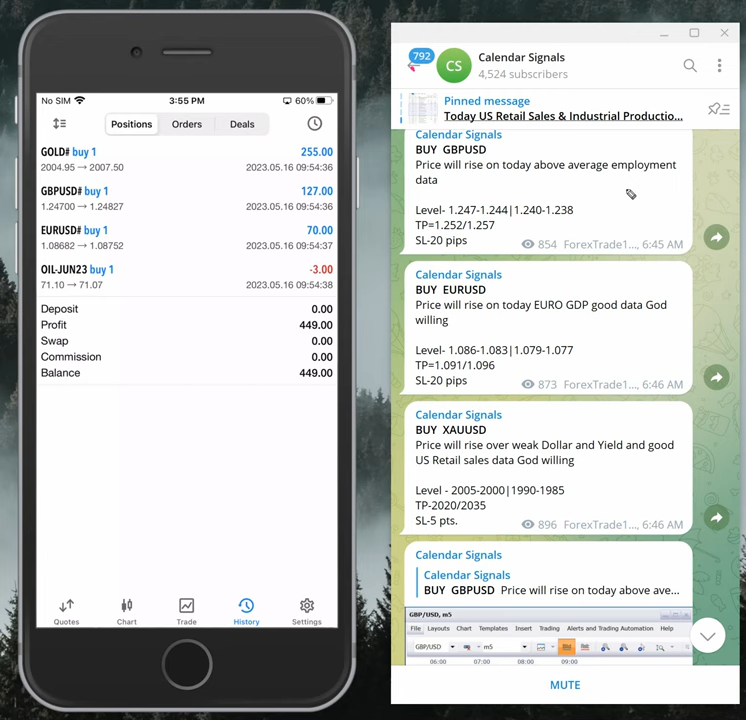 No SIM
3:55 PM
60%
Positions
Orders
Deals
GOLD# buy 1
255.00
2004.95 → 2007.50
2023.05.16 09:54:36
GBPUSD# buy 1
127.00
1.24700 → 1.24827
2023.05.16 09:54:36
EURUSD# buy 1
70.00
1.08682 → 1.08752
2023.05.16 09:54:37
OIL-JUN23 buy 1
-3.00
71.10 → 71.07
2023.05.16 09:54:38
Deposit
0.00
Profit
449.00
Swap
0.00
Commission
0.00
Balance
449.00
Quotes
Chart
Trade
History
Settings
792
CS
Calendar Signals
4,524 subscribers
Pinned message
Today US Retail Sales & Industrial Productio...
Calendar Signals
BUY GBPUSD
Price will rise on today above average employment
data
Level- 1.247-1.244|1.240-1.238
TP=1.252/1.257
SL-20 pips
854 ForexTrade1..., 6:45 AM
Calendar Signals
BUY EURUSD
Price will rise on today EURO GDP good data God
willing
Level- 1.086-1.083|1.079-1.077
TP=1.091/1.096
SL-20 pips
873 ForexTrade1..., 6:46 AM
Calendar Signals
BUY XAUUSD
Price will rise over weak Dollar and Yield and good
US Retail sales data God willing
Level - 2005-2000|1990-1985
TP-2020/2035
SL-5 pts.
896 ForexTrade1..., 6:46 AM
Calendar Signals
Calendar Signals
BUY GBPUSD Price will rise on today above ave...
GBP/USD, m5
File Layouts Chart Templates Insert Trading Alerts and Trading Automation Help
GBP/USD
m5
06:00 07:00 08:00 09:00
MUTE